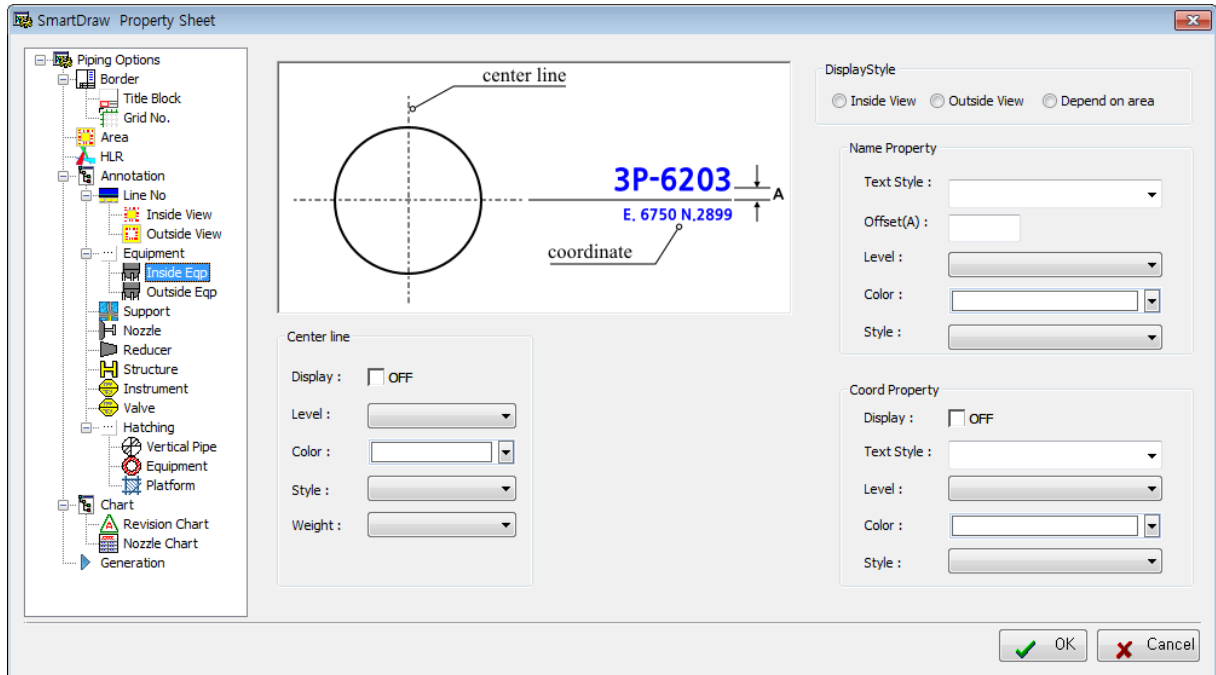 SmartDraw Property Sheet
Piping Options
Border
Title Block
Grid No.
Area
HLR
Annotation
Line No
Inside View
Outside View
Equipment
Inside Eqp
Outside Eqp
Support
Nozzle
Reducer
Structure
Instrument
Valve
Hatching
Vertical Pipe
Equipment
Platform
Chart
Revision Chart
Nozzle Chart
Generation
center line
3P-6203
A
E. 6750 N.2899
coordinate
Center line
Display : OFF
Level :
Color :
Style :
Weight :
DisplayStyle
Inside View Outside View Depend on area
Name Property
Text Style :
Offset(A) :
Level :
Color :
Style :
Coord Property
Display : OFF
Text Style :
Level :
Color :
Style :
OK Cancel